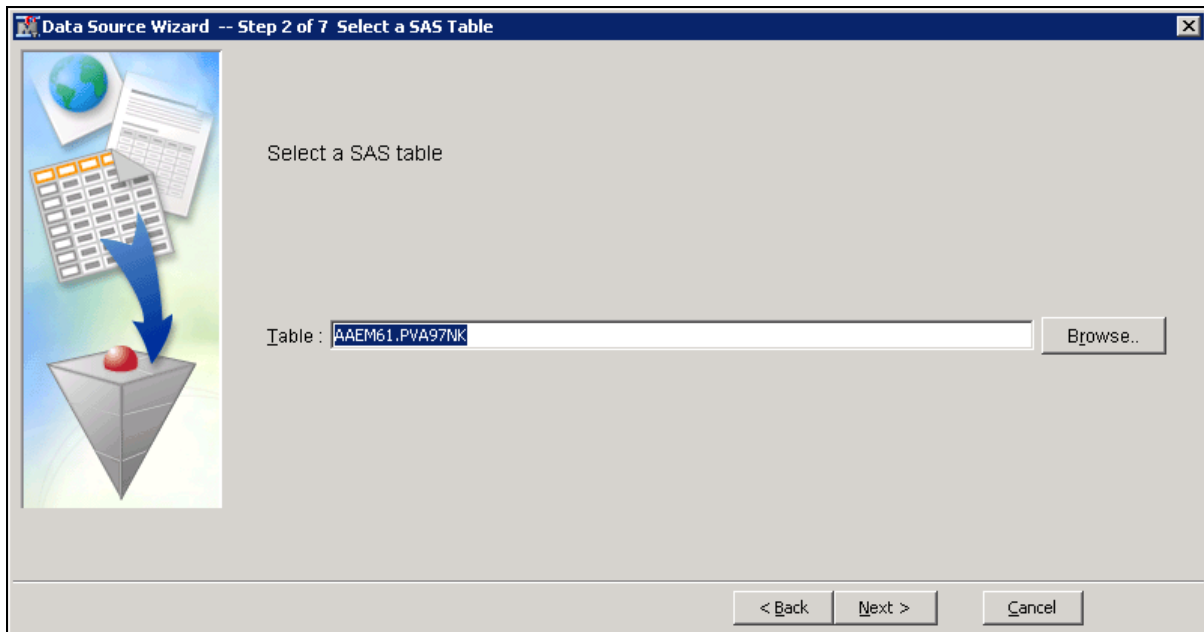 Data Source Wizard -- Step 2 of 7 Select a SAS Table
Select a SAS table
Table : AAEM61.PVA97NK
Browse..
< Back
Next >
Cancel